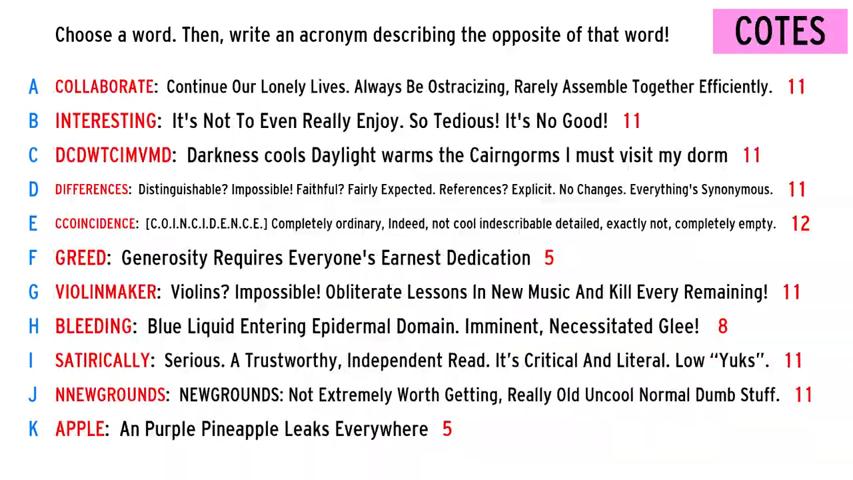 Choose a word. Then, write an acronym describing the opposite of that word!
COTES
A COLLABORATE: Continue Our Lonely Lives. Always Be Ostracizing, Rarely Assemble Together Efficiently. 11
B INTERESTING: It's Not To Even Really Enjoy. So Tedious! It's No Good! 11
C DCDWTCIMVMD: Darkness cools Daylight warms the Cairngorms I must visit my dorm 11
D DIFFERENCES: Distinguishable? Impossible! Faithful? Fairly Expected. References? Explicit. No Changes. Everything's Synonymous. 11
E CCOINCIDENCE: [C.O.I.N.C.I.D.E.N.C.E.] Completely ordinary, Indeed, not cool indescribable detailed, exactly not, completely empty. 12
F GREED: Generosity Requires Everyone's Earnest Dedication 5
G VIOLINMAKER: Violins? Impossible! Obliterate Lessons In New Music And Kill Every Remaining! 11
H BLEEDING: Blue Liquid Entering Epidermal Domain. Imminent, Necessitated Glee! 8
I SATIRICALLY: Serious. A Trustworthy, Independent Read. It's Critical And Literal. Low “Yuks”. 11
J NNEWGROUNDS: NEWGROUNDS: Not Extremely Worth Getting, Really Old Uncool Normal Dumb Stuff. 11
K APPLE: An Purple Pineapple Leaks Everywhere 5